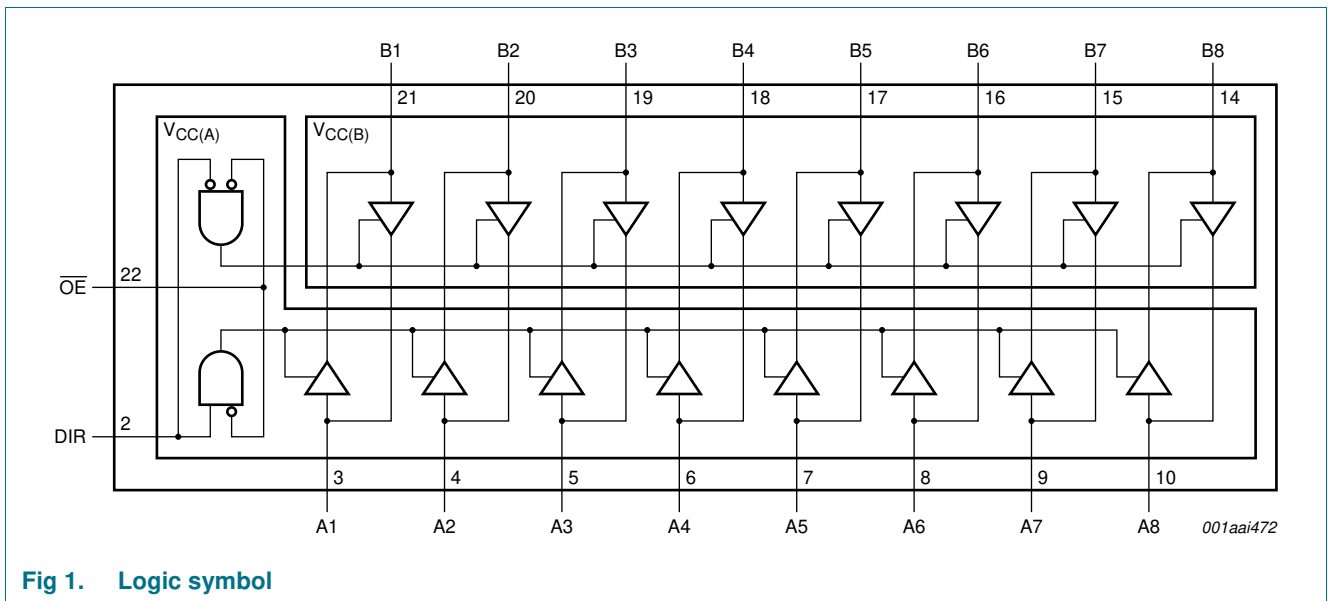 B1 B2 B3 B4 B5 B6 B7 B8
21 20 19 18 17 16 15 14
VCC(A) VCC(B)
OE 22
DIR 2
3 4 5 6 7 8 9 10
A1 A2 A3 A4 A5 A6 A7 A8 001aai472
Fig 1. Logic symbol